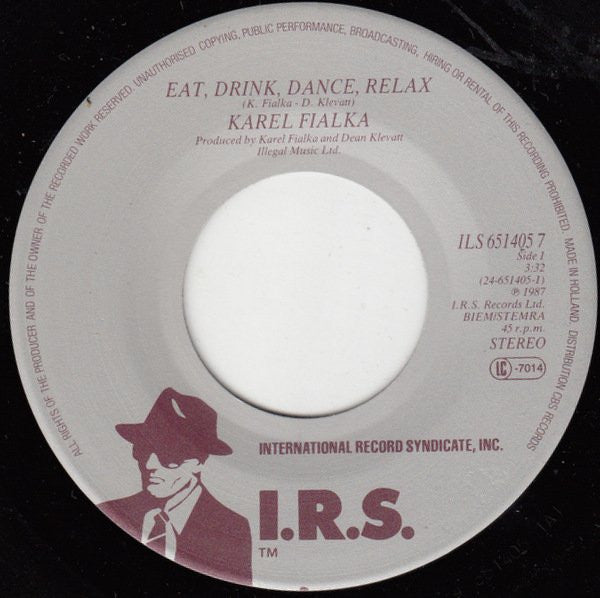 ALL RIGHTS OF THE PRODUCER AND OF THE OWNER OF THE RECORDED WORK RESERVED. UNAUTHORISED COPYING, PUBLIC PERFORMANCE, BROADCASTING, HIRING OR RENTAL OF THIS RECORDING PROHIBITED. MADE IN HOLLAND. DISTRIBUTION CBS RECORDS
EAT, DRINK, DANCE, RELAX
(K. Fialka - D. Klevatt)
KAREL FIALKA
Produced by Karel Fialka and Dean Klevatt
Illegal Music Ltd.
ILS 651405 7
Side 1
3:32
(24-651405-1)
℗ 1987
I.R.S. Records Ltd.
BIEM/STEMRA
45 r.p.m.
STEREO
LC -7014
INTERNATIONAL RECORD SYNDICATE, INC.
I.R.S.
TM